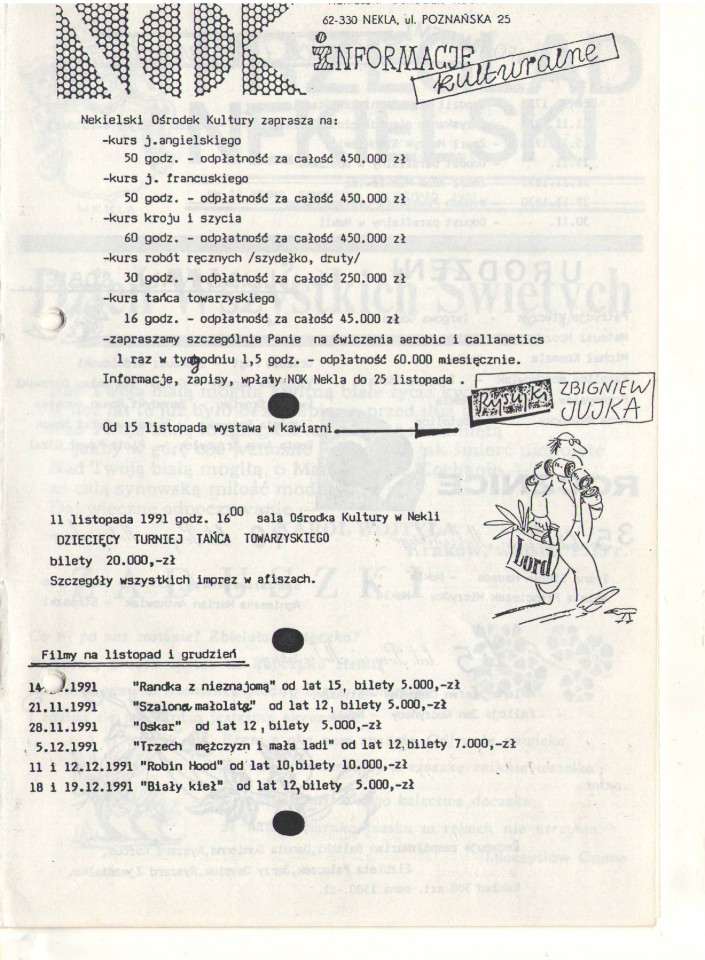 NOK
62-330 NEKLA, ul. POZNAŃSKA 25
iNFORMACJE
kulturalne
Nekielski Ośrodek Kultury zaprasza na:
-kurs j.angielskiego
50 godz. - odpłatność za całość 450.000 zł
-kurs j. francuskiego
50 godz. - odpłatność za całość 450.000 zł
-kurs kroju i szycia
60 godz. - odpłatność za całość 450.000 zł
-kurs robót ręcznych /szydełko, druty/
30 godz. - odpłatność za całość 250.000 zł
-kurs tańca towarzyskiego
16 godz. - odpłatność za całość 45.000 zł
-zapraszamy szczególnie Panie na ćwiczenia aerobic i callanetics
1 raz w tygodniu 1,5 godz. - odpłatność 60.000 miesięcznie.
Informacje, zapisy, wpłaty NOK Nekla do 25 listopada .
Rysujki ZBIGNIEW
JUJKA
Od 15 listopada wystawa w kawiarni
11 listopada 1991 godz. 16⁰⁰ sala Ośrodka Kultury w Nekli
DZIECIĘCY TURNIEJ TAŃCA TOWARZYSKIEGO
bilety 20.000,-zł
Szczegóły wszystkich imprez w afiszach.
Lord
Filmy na listopad i grudzień
14 .1991 "Randka z nieznajomą" od lat 15, bilety 5.000,-zł
21.11.1991 "Szalona małolata" od lat 12, bilety 5.000,-zł
28.11.1991 "Oskar" od lat 12 , bilety 5.000,-zł
5.12.1991 "Trzech mężczyzn i mała ladi" od lat 12,bilety 7.000,-zł
11 i 12.12.1991 "Robin Hood" od lat 10,bilety 10.000,-zł
18 i 19.12.1991 "Biały kieł" od lat 12,bilety 5.000,-zł